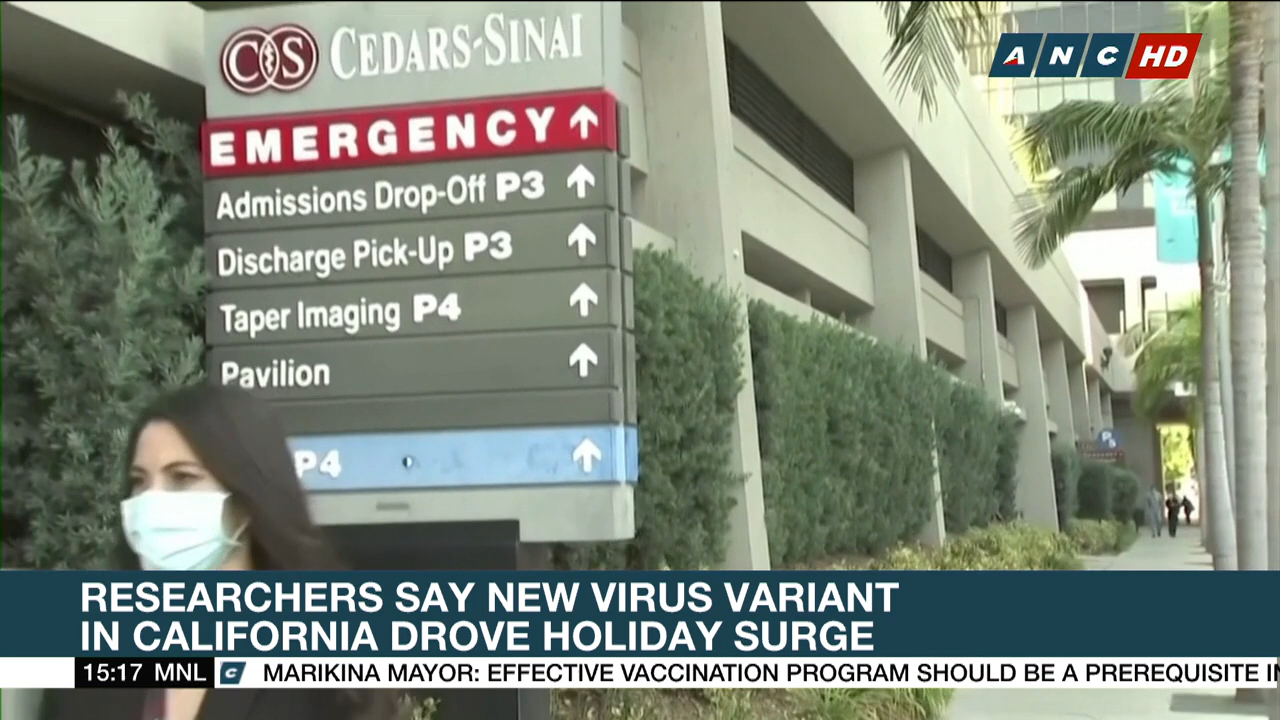 CS CEDARS-SINAI
ANC HD
EMERGENCY
Admissions Drop-Off P3
Discharge Pick-Up P3
Taper Imaging P4
Pavilion
P4
RESEARCHERS SAY NEW VIRUS VARIANT
IN CALIFORNIA DROVE HOLIDAY SURGE
15:17 MNL MARIKINA MAYOR: EFFECTIVE VACCINATION PROGRAM SHOULD BE A PREREQUISITE I